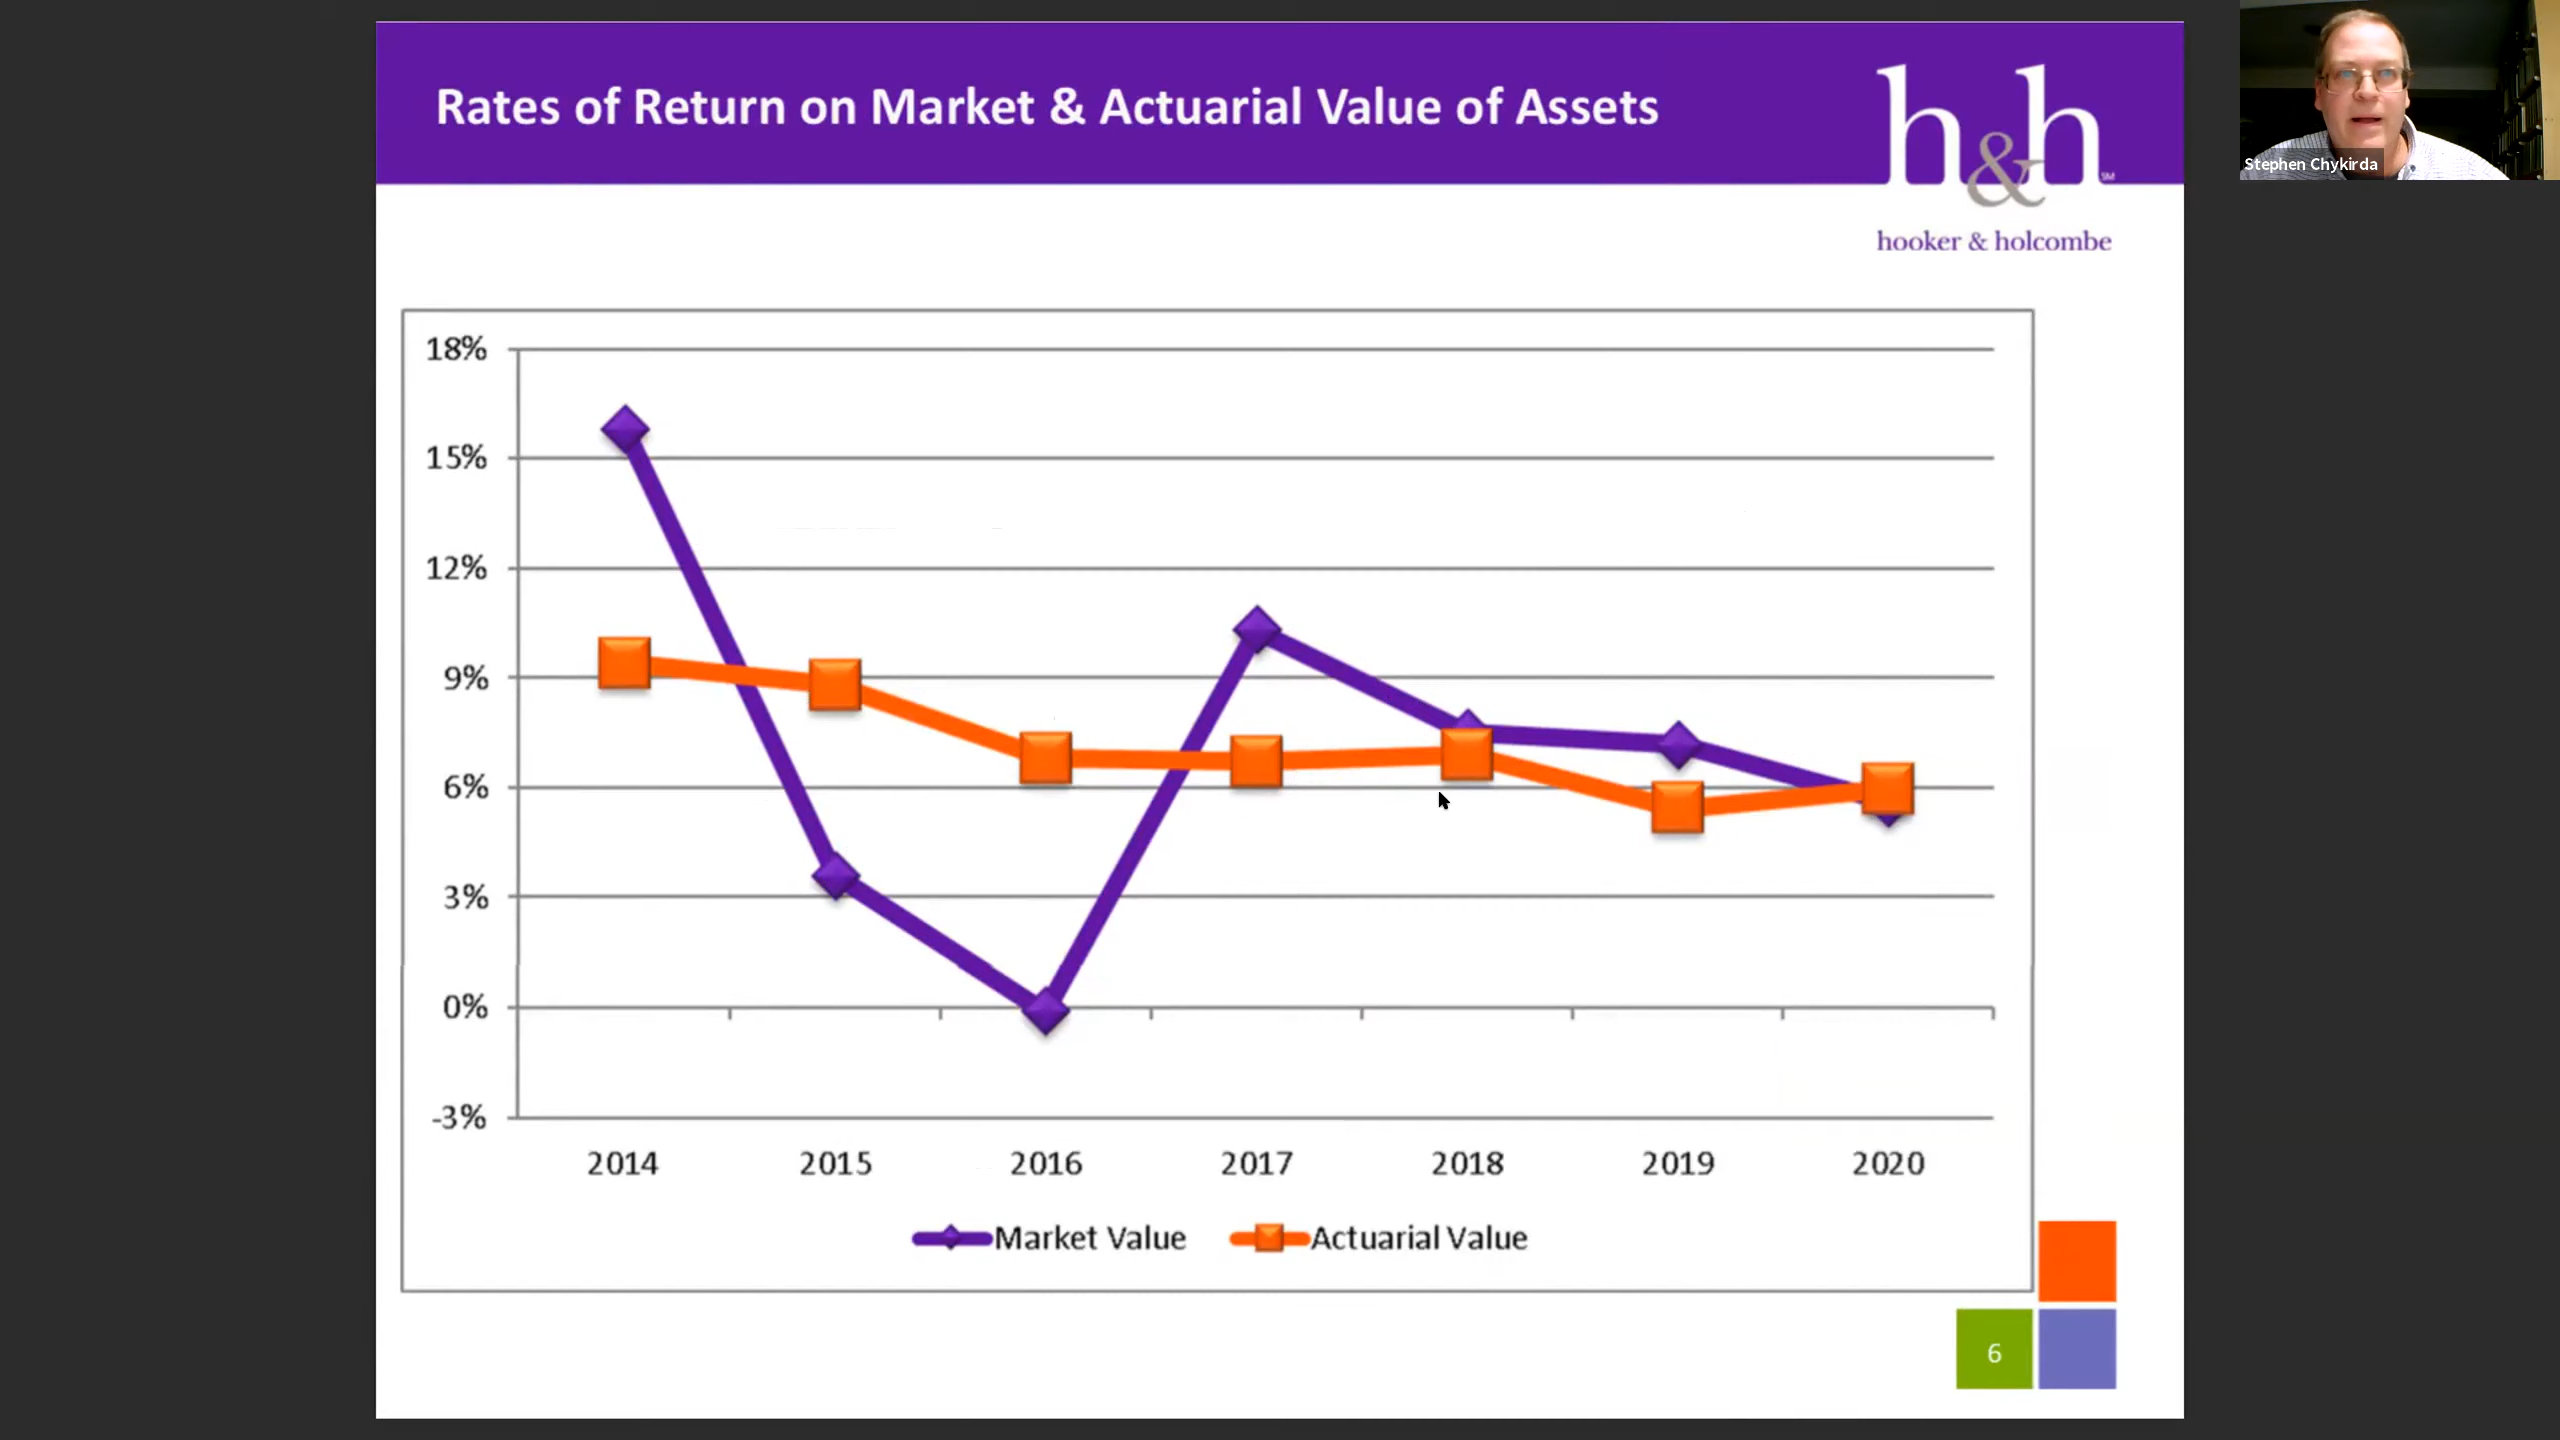 Rates of Return on Market & Actuarial Value of Assets
h&h
SM
hooker & holcombe
Stephen Chykirda
18%
15%
12%
9%
6%
3%
0%
-3%
2014 2015 2016 2017 2018 2019 2020
Market Value Actuarial Value
6